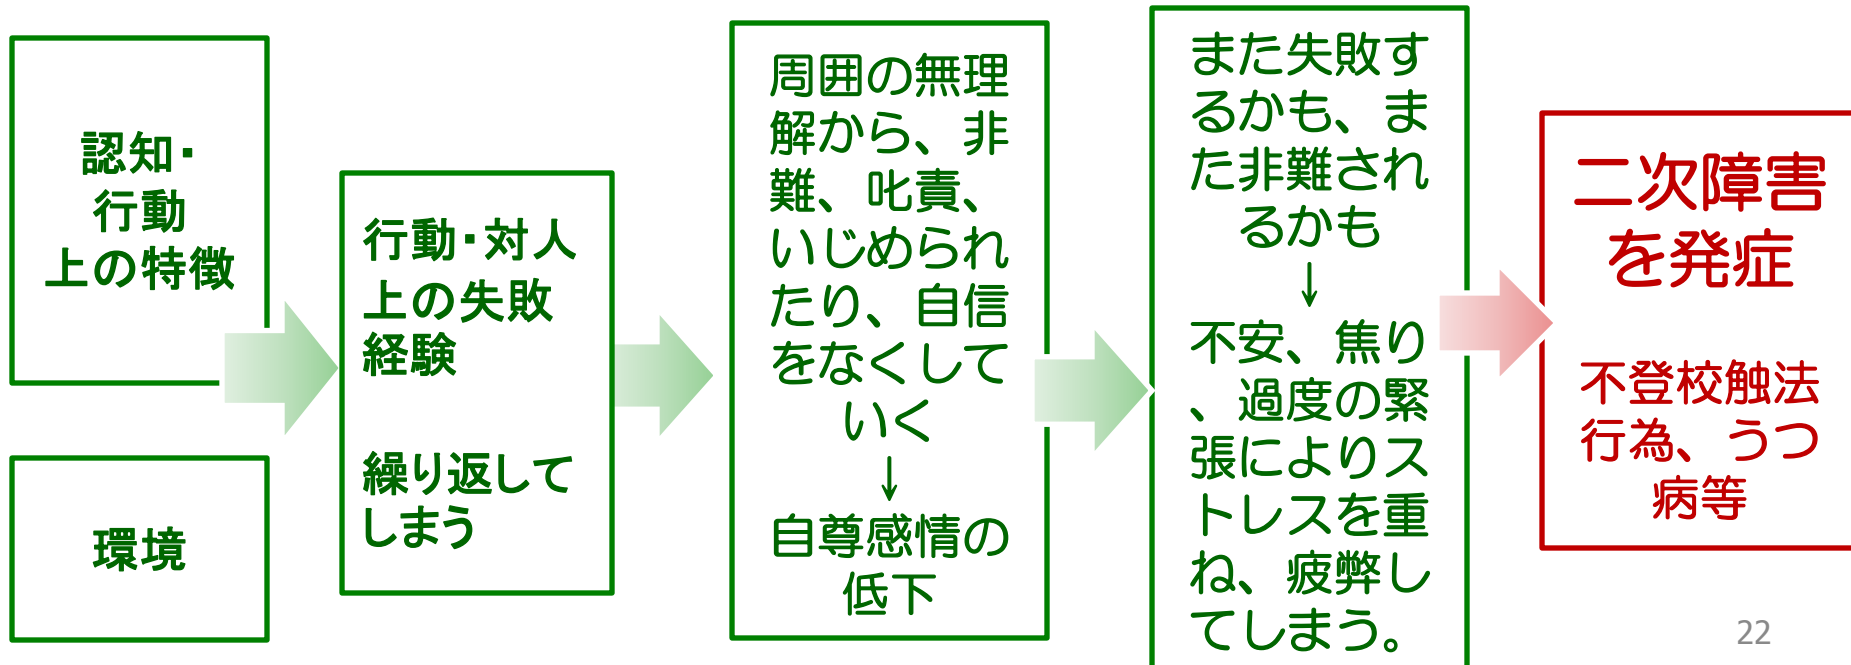 認知・
行動
上の特徴
環境
行動・対人
上の失敗
経験
繰り返して
しまう
周囲の無理
解から、非
難、叱責、
いじめられ
たり、自信
をなくして
いく
↓
自尊感情の
低下
また失敗す
るかも、ま
た非難され
るかも
↓
不安、焦り
、過度の緊
張によりス
トレスを重
ね、疲弊し
てしまう。
二次障害
を発症
不登校触法
行為、うつ
病等
22